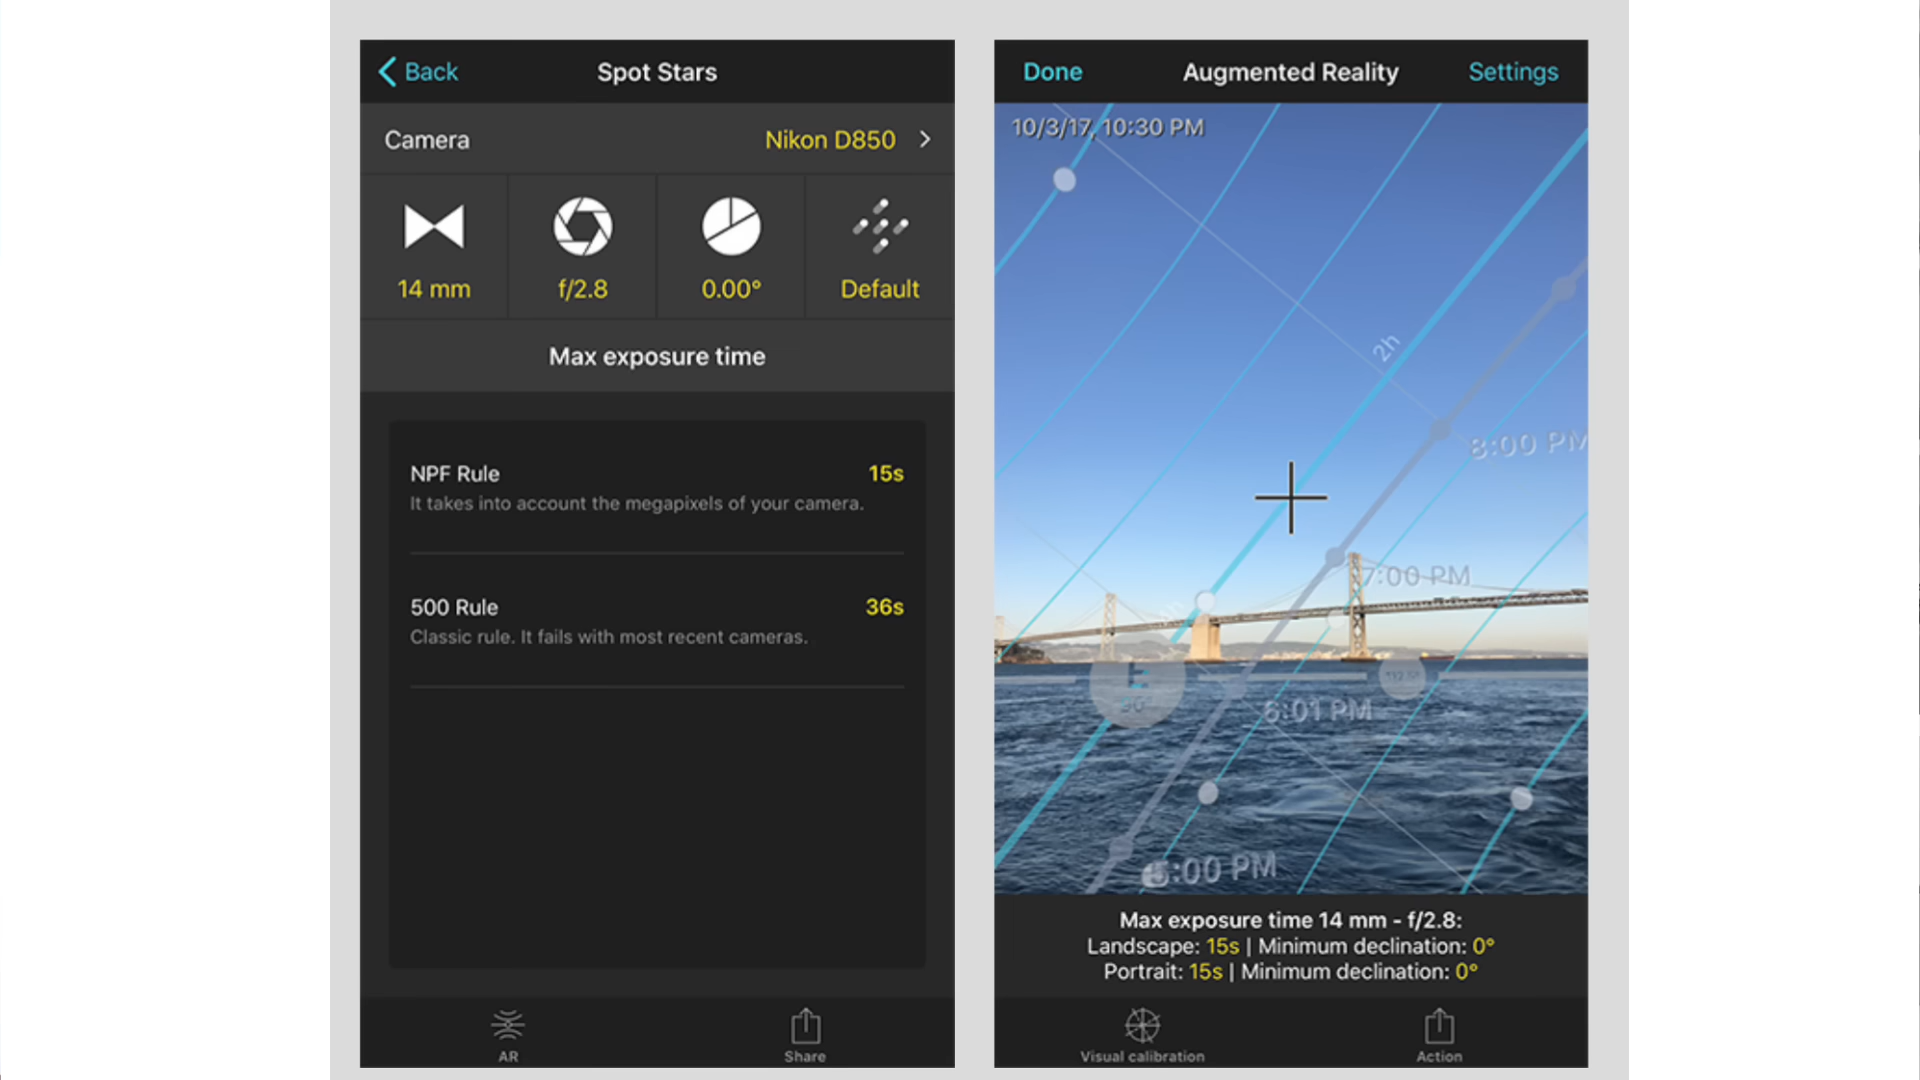 Back
Spot Stars
Camera
Nikon D850
14 mm
f/2.8
0.00°
Default
Max exposure time
NPF Rule
15s
It takes into account the megapixels of your camera.
500 Rule
36s
Classic rule. It fails with most recent cameras.
AR
Share
Done
Augmented Reality
Settings
10/3/17, 10:30 PM
2h
8:00 PM
7:00 PM
E
6:01 PM
5:00 PM
Max exposure time 14 mm - f/2.8:
Landscape: 15s | Minimum declination: 0°
Portrait: 15s | Minimum declination: 0°
Visual calibration
Action